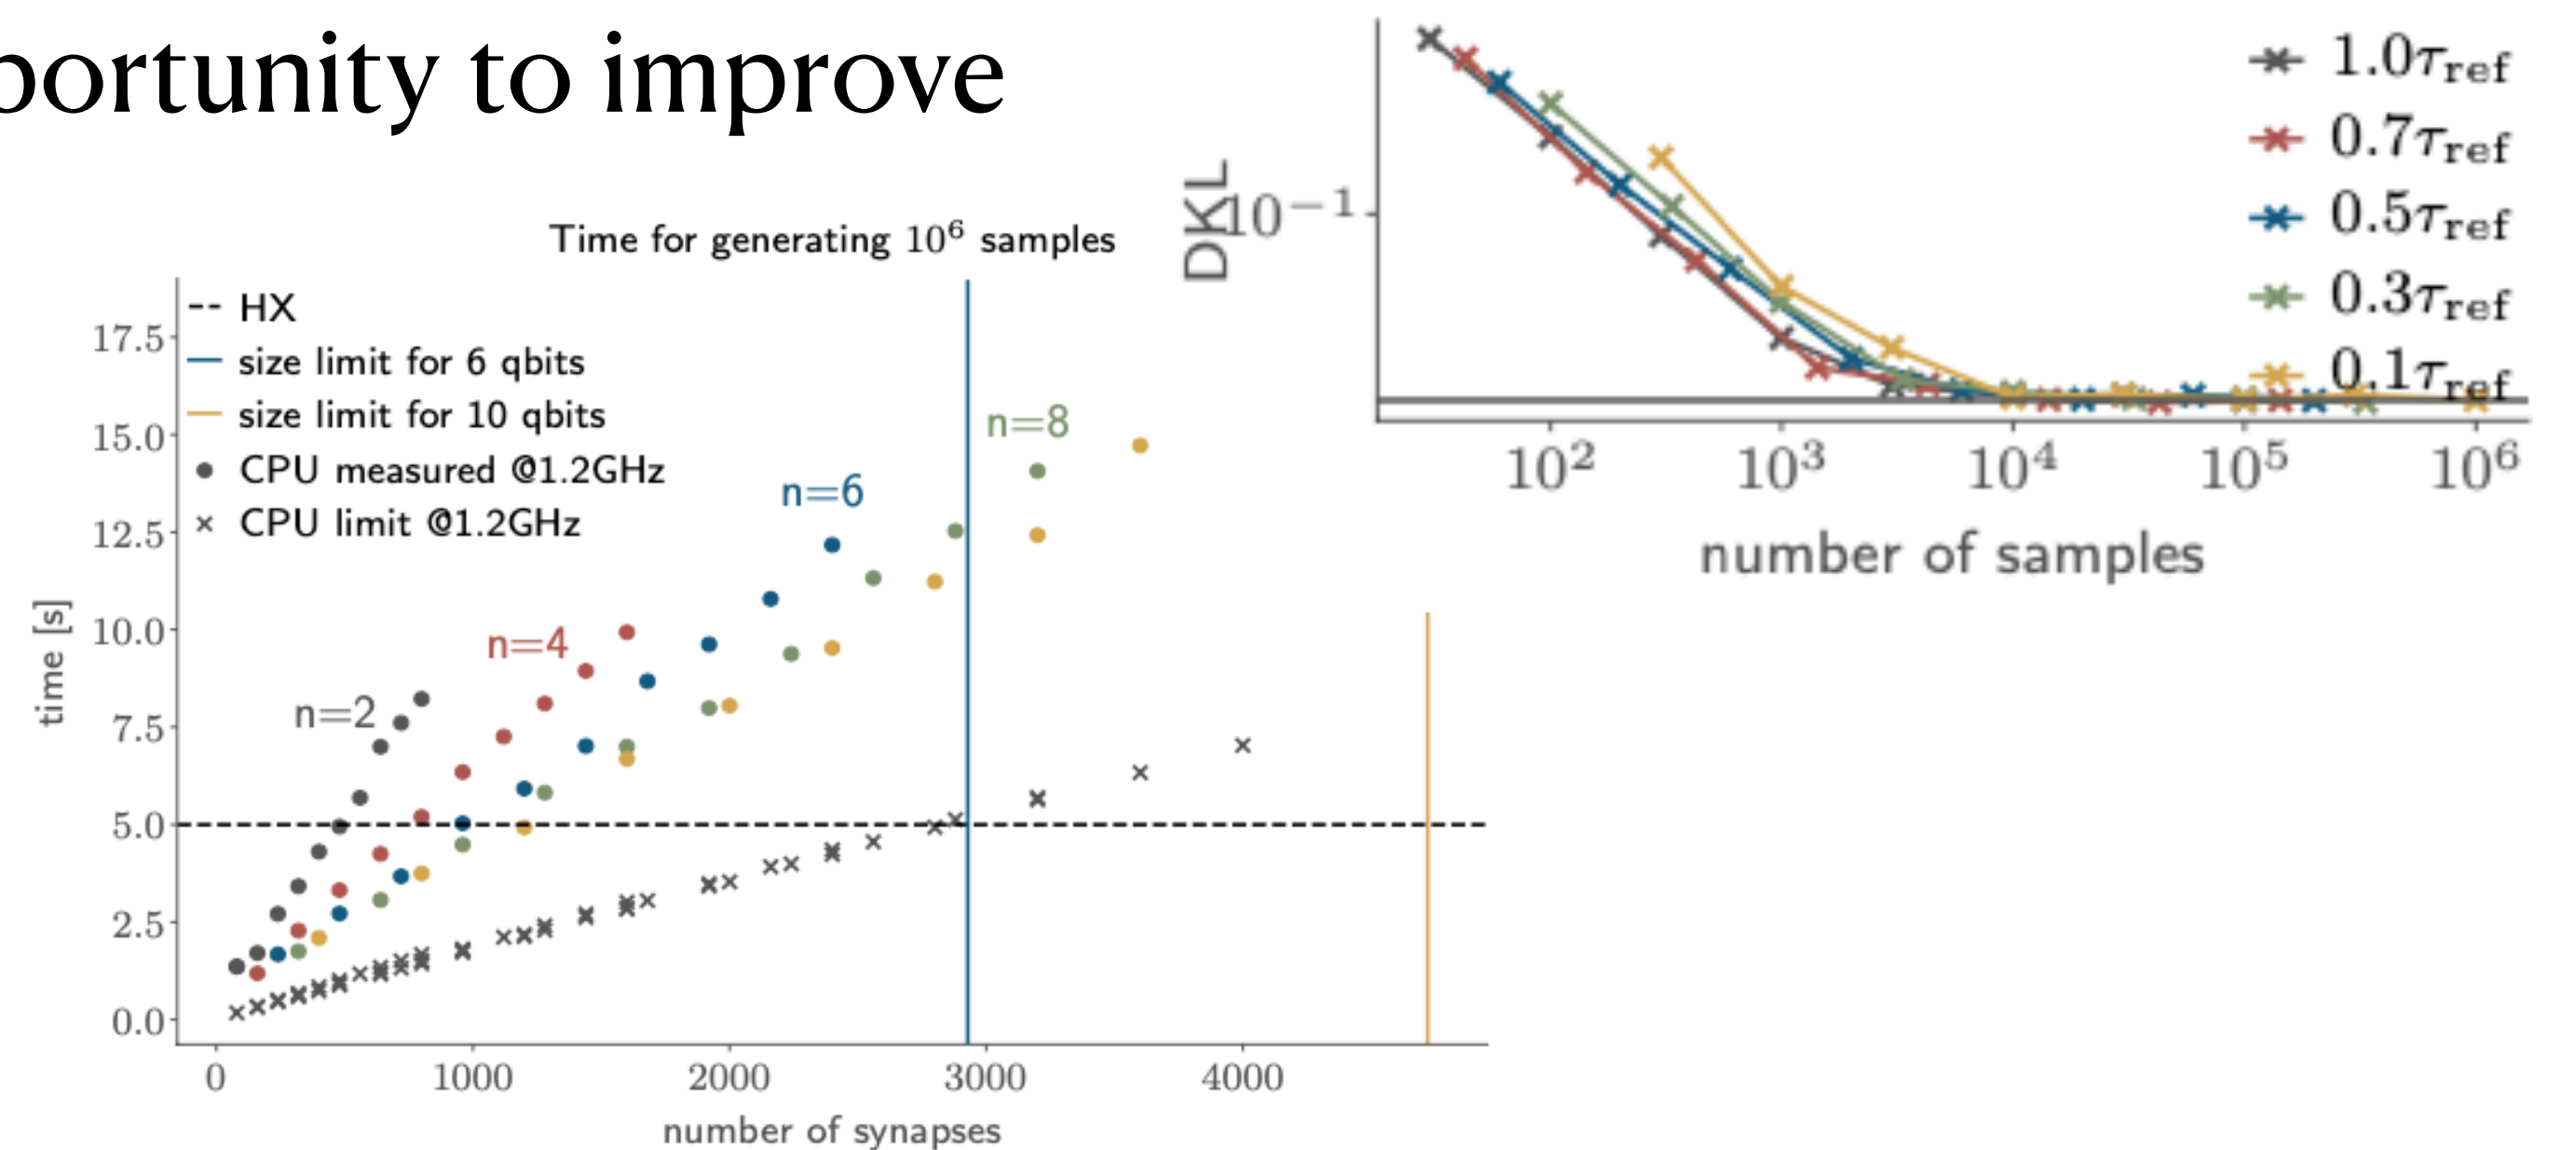 portunity to improve
Time for generating 10⁶ samples
-- HX
size limit for 6 qbits
size limit for 10 qbits
CPU measured @1.2GHz
CPU limit @1.2GHz
n=2
n=4
n=6
n=8
time [s]
17.5
15.0
12.5
10.0
7.5
5.0
2.5
0.0
0 1000 2000 3000 4000
number of synapses
DKL
10⁻¹
1.0τref
0.7τref
0.5τref
0.3τref
0.1τref
10² 10³ 10⁴ 10⁵ 10⁶
number of samples